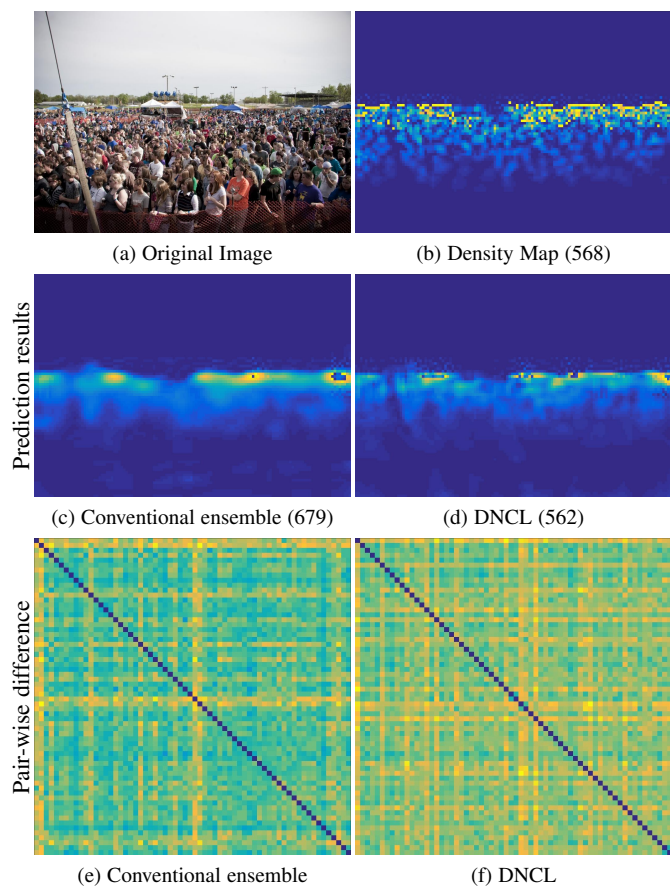 (a) Original Image
(b) Density Map (568)
Prediction results
(c) Conventional ensemble (679)
(d) DNCL (562)
Pair-wise difference
(e) Conventional ensemble
(f) DNCL